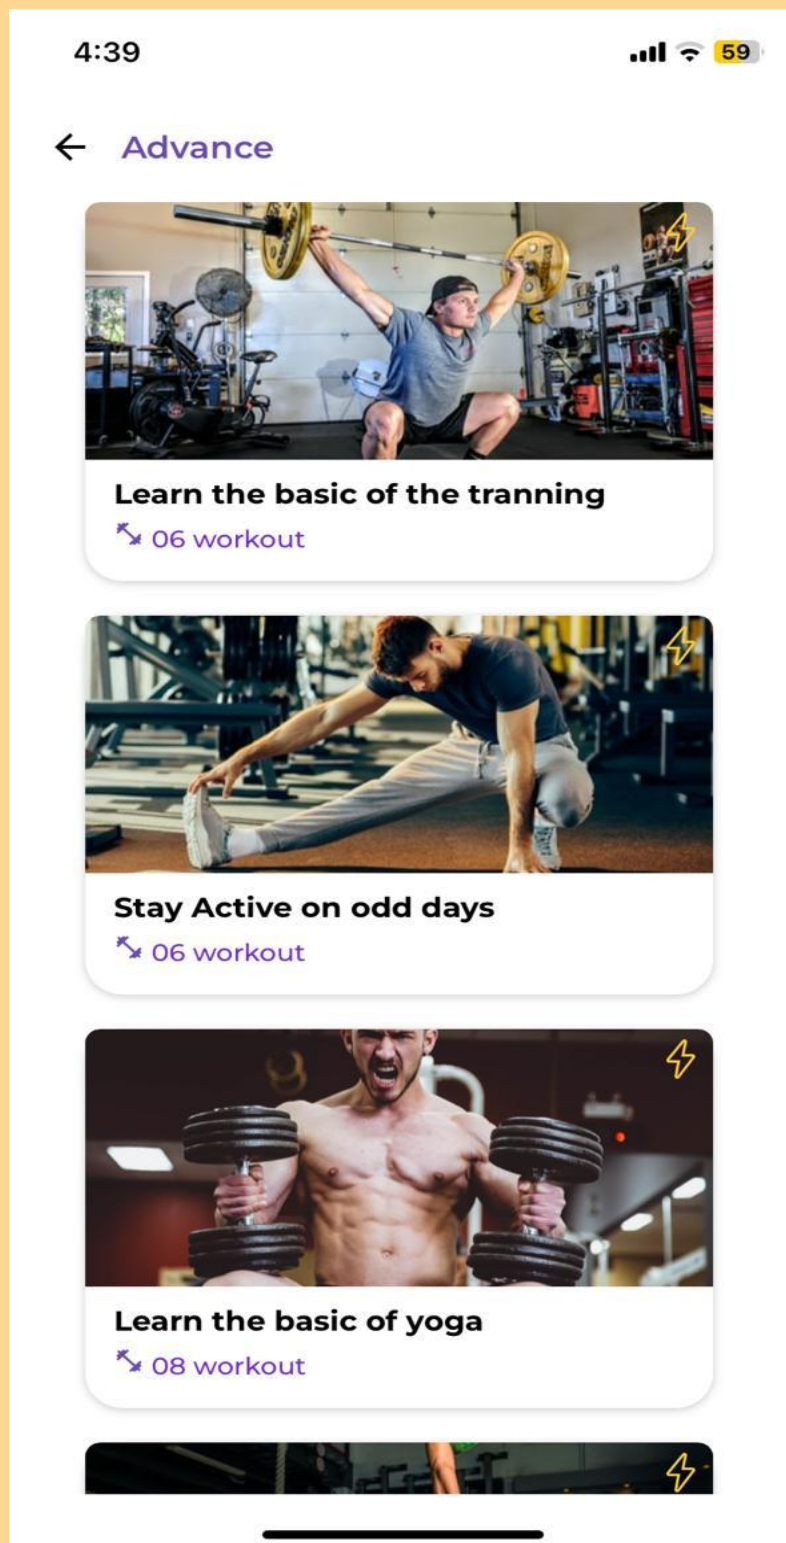 4:39
59
Advance
Learn the basic of the tranning
06 workout
Stay Active on odd days
06 workout
Learn the basic of yoga
08 workout